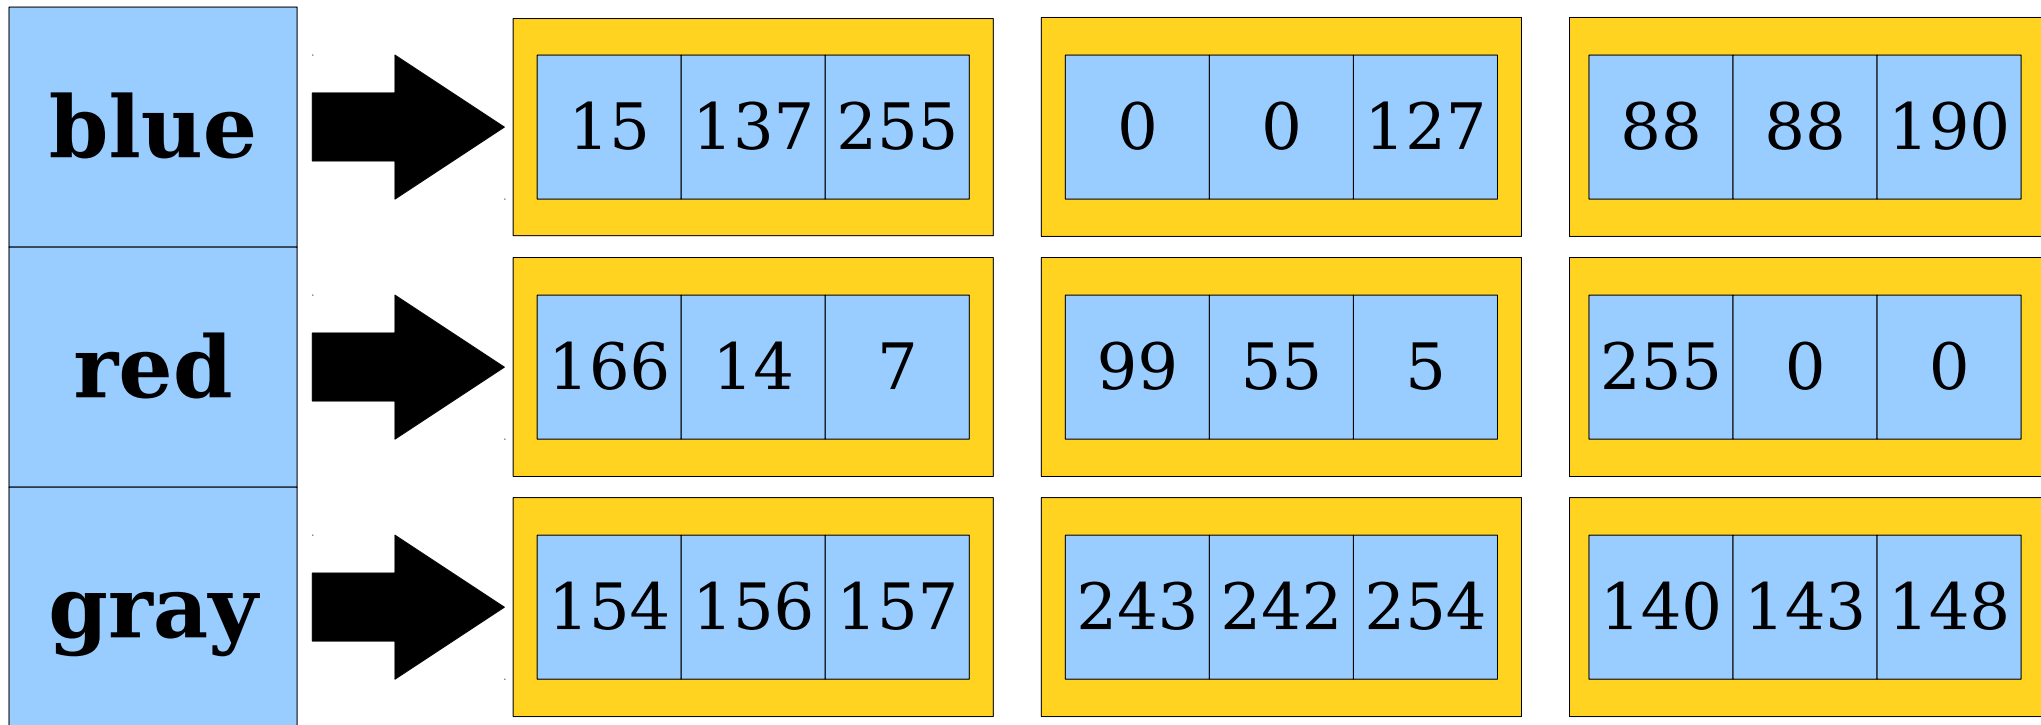 blue 15 137 255 0 0 127 88 88 190
red 166 14 7 99 55 5 255 0 0
gray 154 156 157 243 242 254 140 143 148